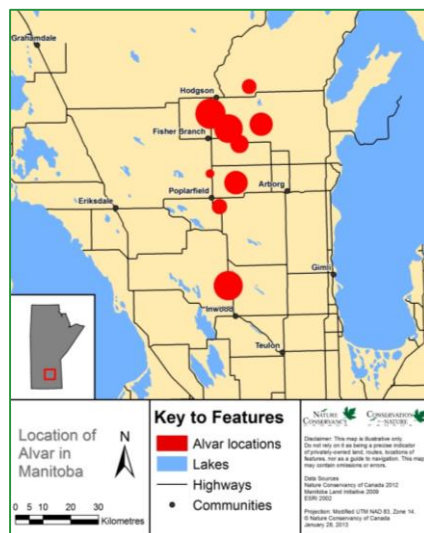 Grahamdale
Hodgson
Fisher Branch
Poplarfield
Arborg
Eriksdale
Gimli
Inwood
Teulon
Location of
Alvar in
Manitoba
N
0 5 10 20 30
Kilometres
Key to Features
Alvar locations
Lakes
Highways
Communities
NATURE
CONSERVANCY
CONSERVATION
DE LA NATURE
Disclaimer: This map is illustrative only.
Do not rely on it as being a precise indicator
of privately-owned land, routes, locations of
features, nor as a guide to navigation. This map
may contain omissions or errors.
Data Sources
Nature Conservancy of Canada 2012
Manitoba Land Initiative 2009
ESRI 2002
Projection: Modified UTM NAD 83, Zone 14.
© Nature Conservancy of Canada
January 28, 2013